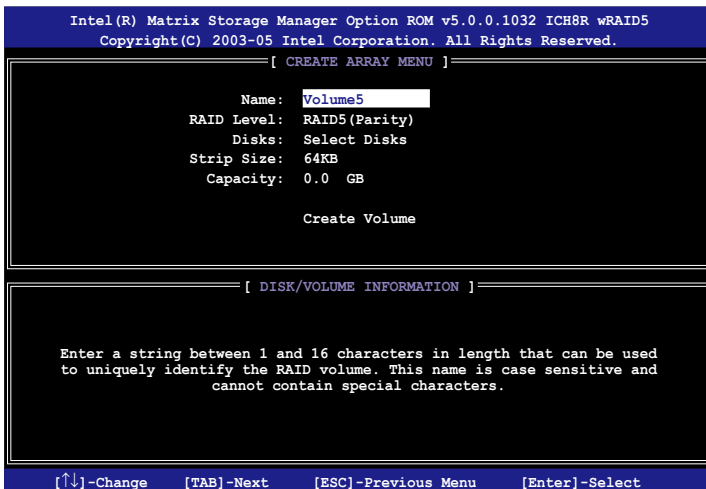 Intel(R) Matrix Storage Manager Option ROM v5.0.0.1032 ICH8R wRAID5
Copyright(C) 2003-05 Intel Corporation. All Rights Reserved.
[ CREATE ARRAY MENU ]
Name: Volume5
RAID Level: RAID5(Parity)
Disks: Select Disks
Strip Size: 64KB
Capacity: 0.0 GB
Create Volume
[ DISK/VOLUME INFORMATION ]
Enter a string between 1 and 16 characters in length that can be used
to uniquely identify the RAID volume. This name is case sensitive and
cannot contain special characters.
[↑↓]-Change [TAB]-Next [ESC]-Previous Menu [Enter]-Select